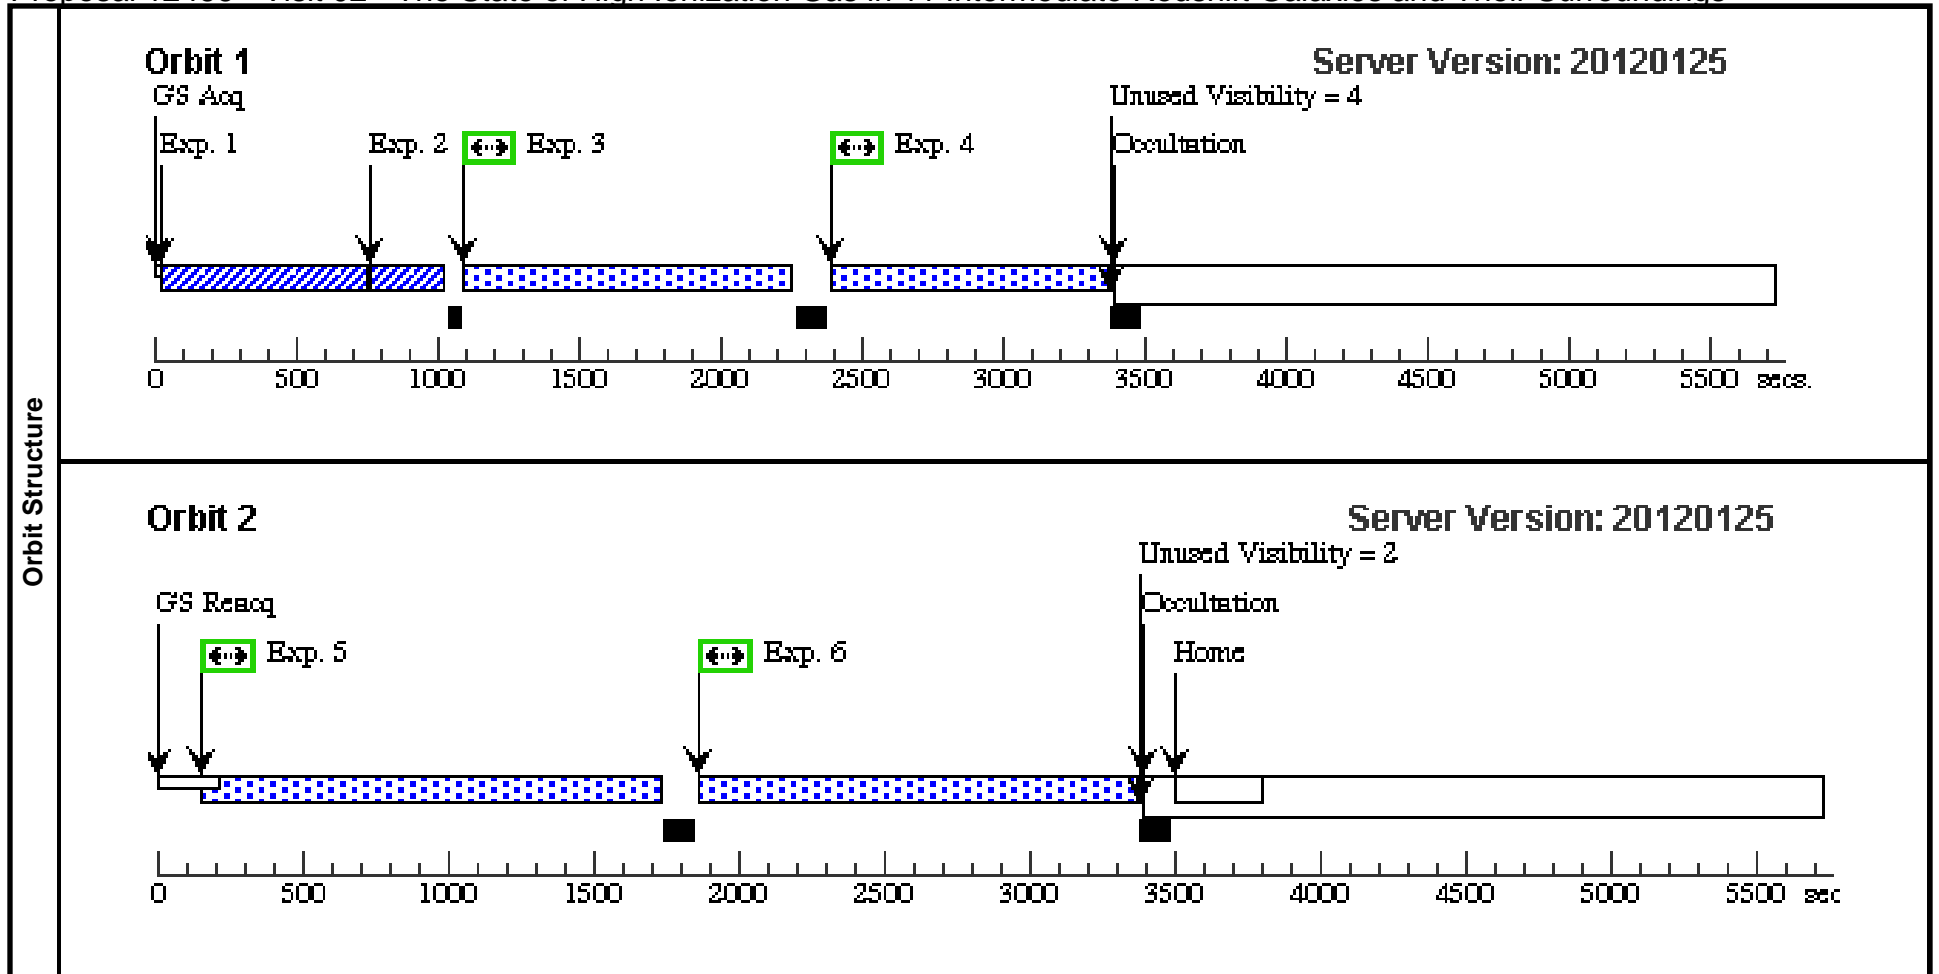 Orbit Structure
Orbit 1
Server Version: 20120125
GS Acq
Unused Visibility = 4
Exp. 1
Exp. 2
Exp. 3
Exp. 4
Occultation
0 500 1000 1500 2000 2500 3000 3500 4000 4500 5000 5500 secs.
Orbit 2
Server Version: 20120125
Unused Visibility = 2
GS Reacq
Occultation
Exp. 5
Exp. 6
Home
0 500 1000 1500 2000 2500 3000 3500 4000 4500 5000 5500 sec